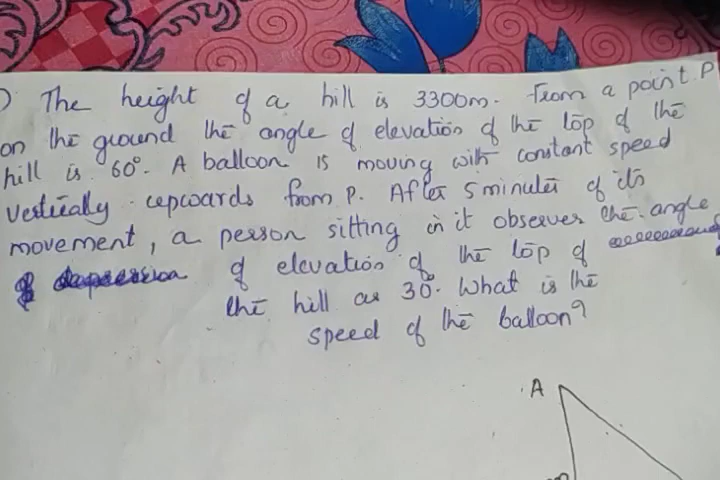 ) The height of a hill is 3300m. From a point P
on the ground the angle of elevation of the top of the
hill is 60°. A balloon is moving with constant speed
vertically upwards from P. After 5 minutes of its
movement, a person sitting in it observes the angle
of elevation of the top of
the hill as 30°. What is the
speed of the balloon?
A